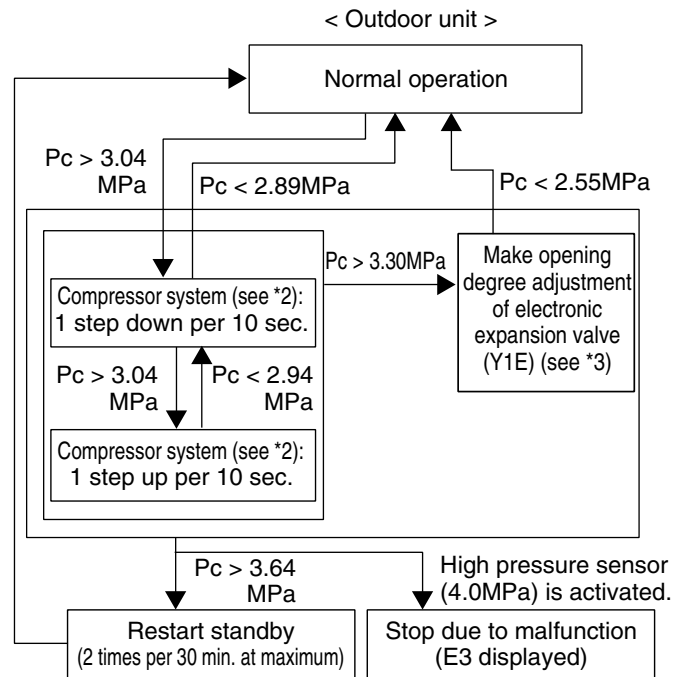 < Outdoor unit >
Normal operation
Pc > 3.04
MPa
Pc < 2.89MPa
Pc < 2.55MPa
Compressor system (see *2):
1 step down per 10 sec.
Pc > 3.30MPa
Make opening
degree adjustment
of electronic
expansion valve
(Y1E) (see *3)
Pc > 3.04
MPa
Pc < 2.94
MPa
Compressor system (see *2):
1 step up per 10 sec.
Pc > 3.64
MPa
High pressure sensor
(4.0MPa) is activated.
Restart standby
(2 times per 30 min. at maximum)
Stop due to malfunction
(E3 displayed)